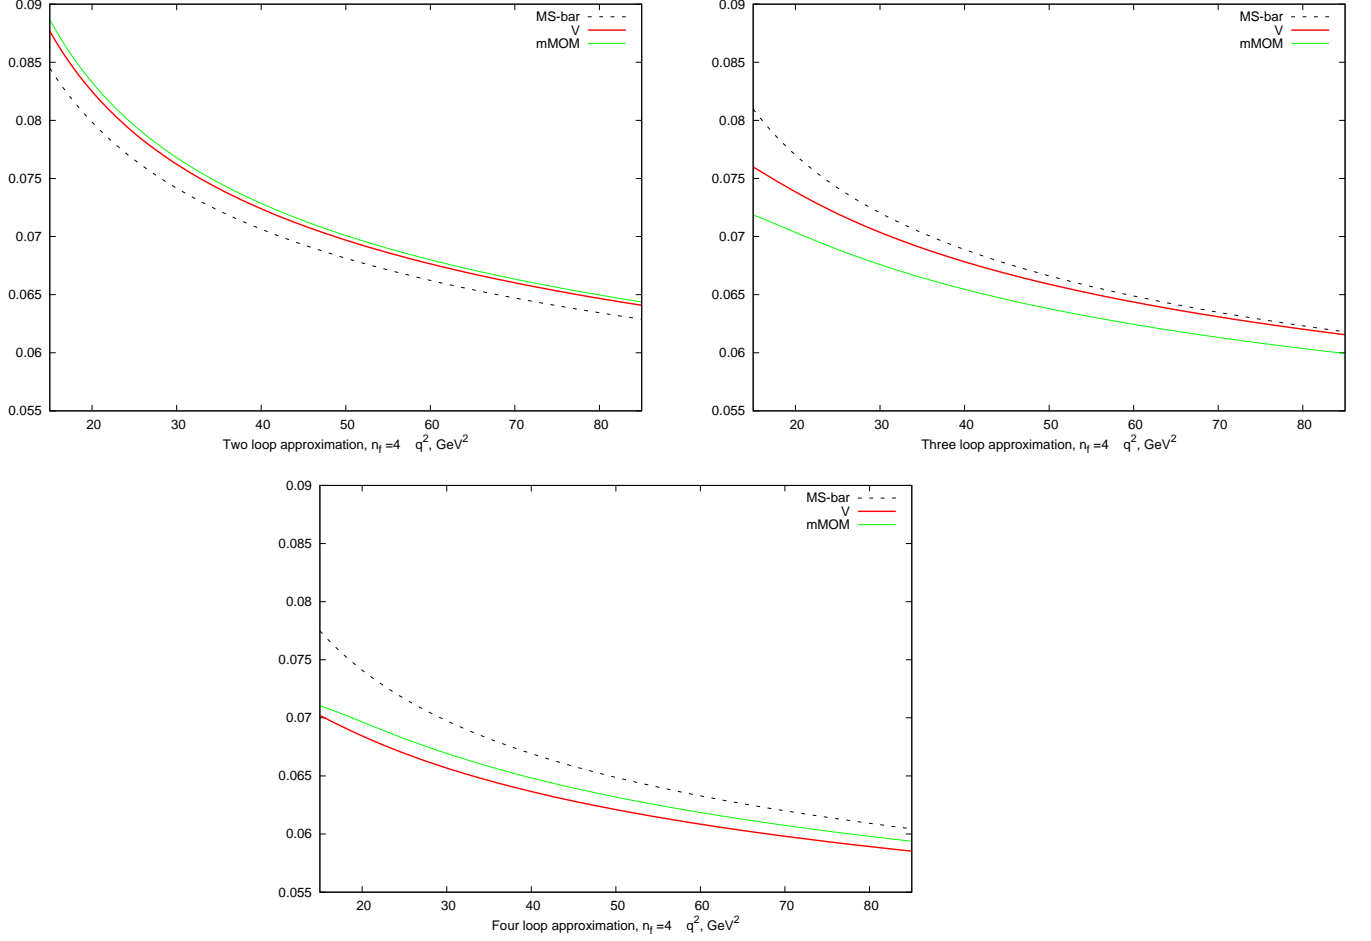 0.09
0.085
0.08
0.075
0.07
0.065
0.06
0.055
20 30 40 50 60 70 80
MS-bar
V
mMOM
Two loop approximation, n_f =4 q^2, GeV^2
0.09
0.085
0.08
0.075
0.07
0.065
0.06
0.055
20 30 40 50 60 70 80
MS-bar
V
mMOM
Three loop approximation, n_f =4 q^2, GeV^2
0.09
0.085
0.08
0.075
0.07
0.065
0.06
0.055
20 30 40 50 60 70 80
MS-bar
V
mMOM
Four loop approximation, n_f =4 q^2, GeV^2